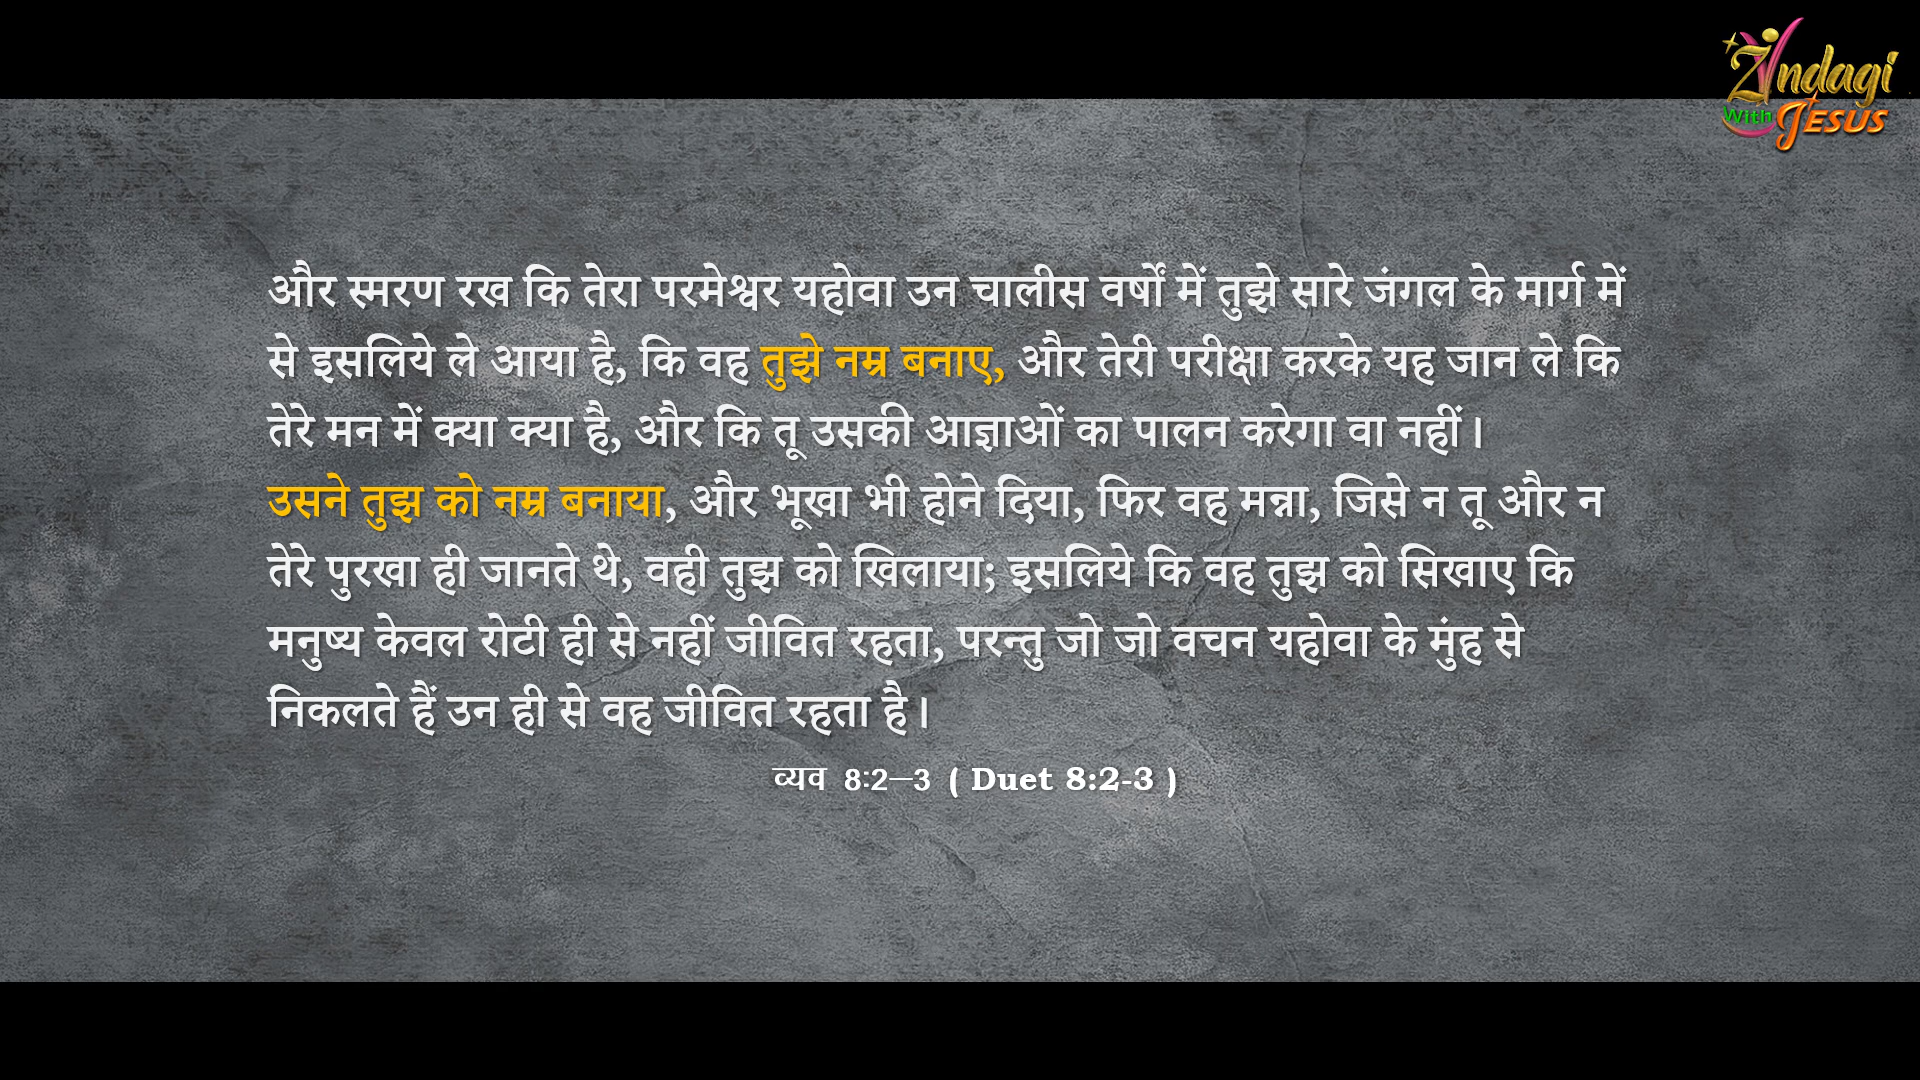 Zindagi
With Jesus
और स्मरण रख कि तेरा परमेश्वर यहोवा उन चालीस वर्षों में तुझे सारे जंगल के मार्ग में
से इसलिये ले आया है, कि वह तुझे नम्र बनाए, और तेरी परीक्षा करके यह जान ले कि
तेरे मन में क्या क्या है, और कि तू उसकी आज्ञाओं का पालन करेगा वा नहीं।
उसने तुझ को नम्र बनाया, और भूखा भी होने दिया, फिर वह मन्ना, जिसे न तू और न
तेरे पुरखा ही जानते थे, वही तुझ को खिलाया; इसलिये कि वह तुझ को सिखाए कि
मनुष्य केवल रोटी ही से नहीं जीवित रहता, परन्तु जो जो वचन यहोवा के मुंह से
निकलते हैं उन ही से वह जीवित रहता है।
व्यव 8:2–3 ( Duet 8:2-3 )